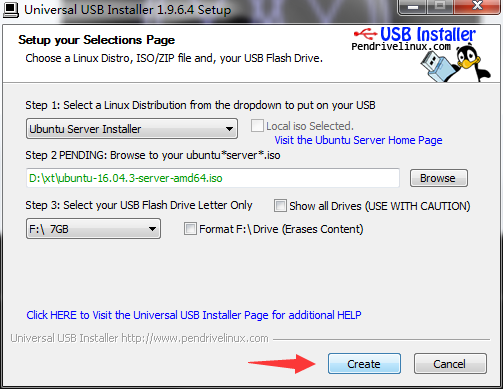 Universal USB Installer 1.9.6.4 Setup
Setup your Selections Page
Choose a Linux Distro, ISO/ZIP file and, your USB Flash Drive.
USB Installer
Pendrivelinux.com
Step 1: Select a Linux Distribution from the dropdown to put on your USB
Ubuntu Server Installer
Local iso Selected.
Visit the Ubuntu Server Home Page
Step 2 PENDING: Browse to your ubuntu*server*.iso
D:\xt\ubuntu-16.04.3-server-amd64.iso
Browse
Step 3: Select your USB Flash Drive Letter Only
Show all Drives (USE WITH CAUTION)
F:\ 7GB
Format F:\ Drive (Erases Content)
Click HERE to Visit the Universal USB Installer Page for additional HELP
Universal USB Installer http://www.pendrivelinux.com
Create
Cancel